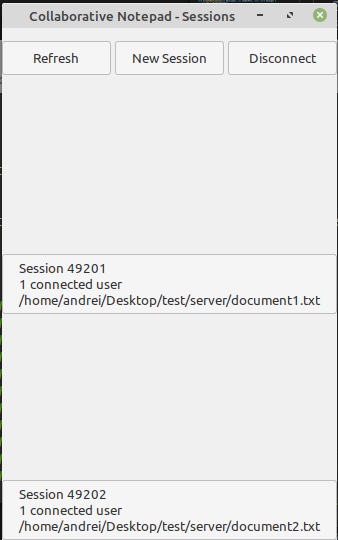 Collaborative Notepad - Sessions
Refresh New Session Disconnect
Session 49201
1 connected user
/home/andrei/Desktop/test/server/document1.txt
Session 49202
1 connected user
/home/andrei/Desktop/test/server/document2.txt